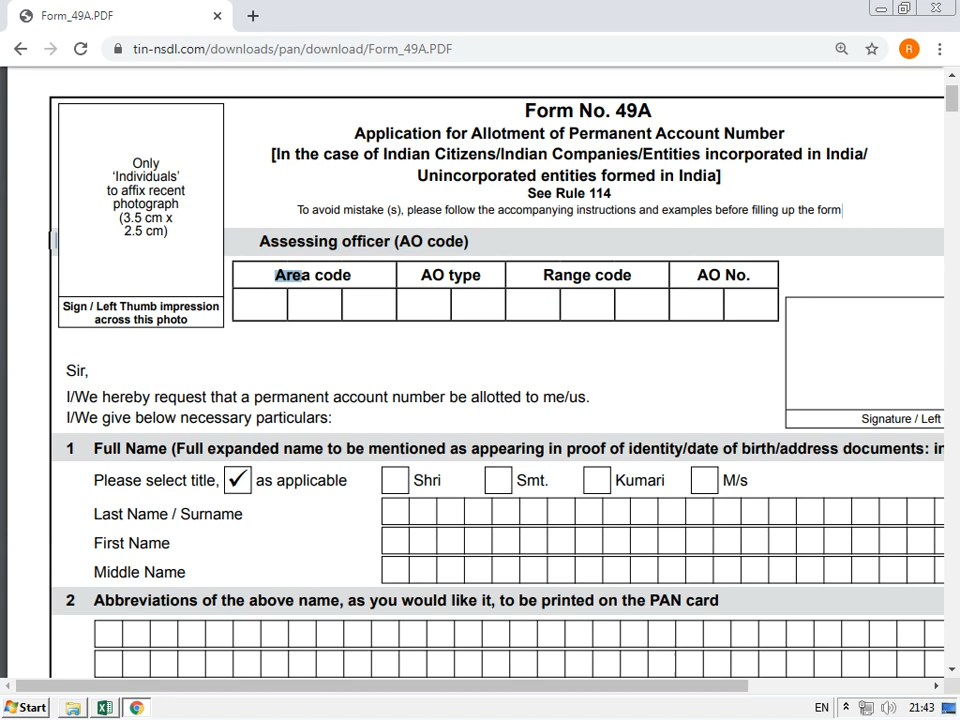 Form_49A.PDF
tin-nsdl.com/downloads/pan/download/Form_49A.PDF
R
Only
‘Individuals’
to affix recent
photograph
(3.5 cm x
2.5 cm)
Sign / Left Thumb impression
across this photo
Form No. 49A
Application for Allotment of Permanent Account Number
[In the case of Indian Citizens/Indian Companies/Entities incorporated in India/
Unincorporated entities formed in India]
See Rule 114
To avoid mistake (s), please follow the accompanying instructions and examples before filling up the form
Assessing officer (AO code)
Area code AO type Range code AO No.
Signature / Left
Sir,
I/We hereby request that a permanent account number be allotted to me/us.
I/We give below necessary particulars:
1 Full Name (Full expanded name to be mentioned as appearing in proof of identity/date of birth/address documents: in
Please select title, ✓ as applicable Shri Smt. Kumari M/s
Last Name / Surname
First Name
Middle Name
2 Abbreviations of the above name, as you would like it, to be printed on the PAN card
Start EN 21:43